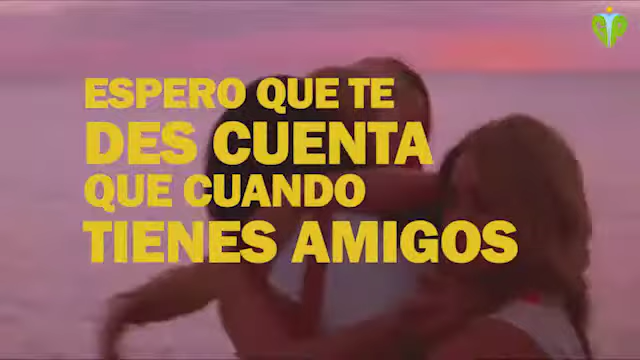 ESPERO QUE TE
DES CUENTA
QUE CUANDO
TIENES AMIGOS